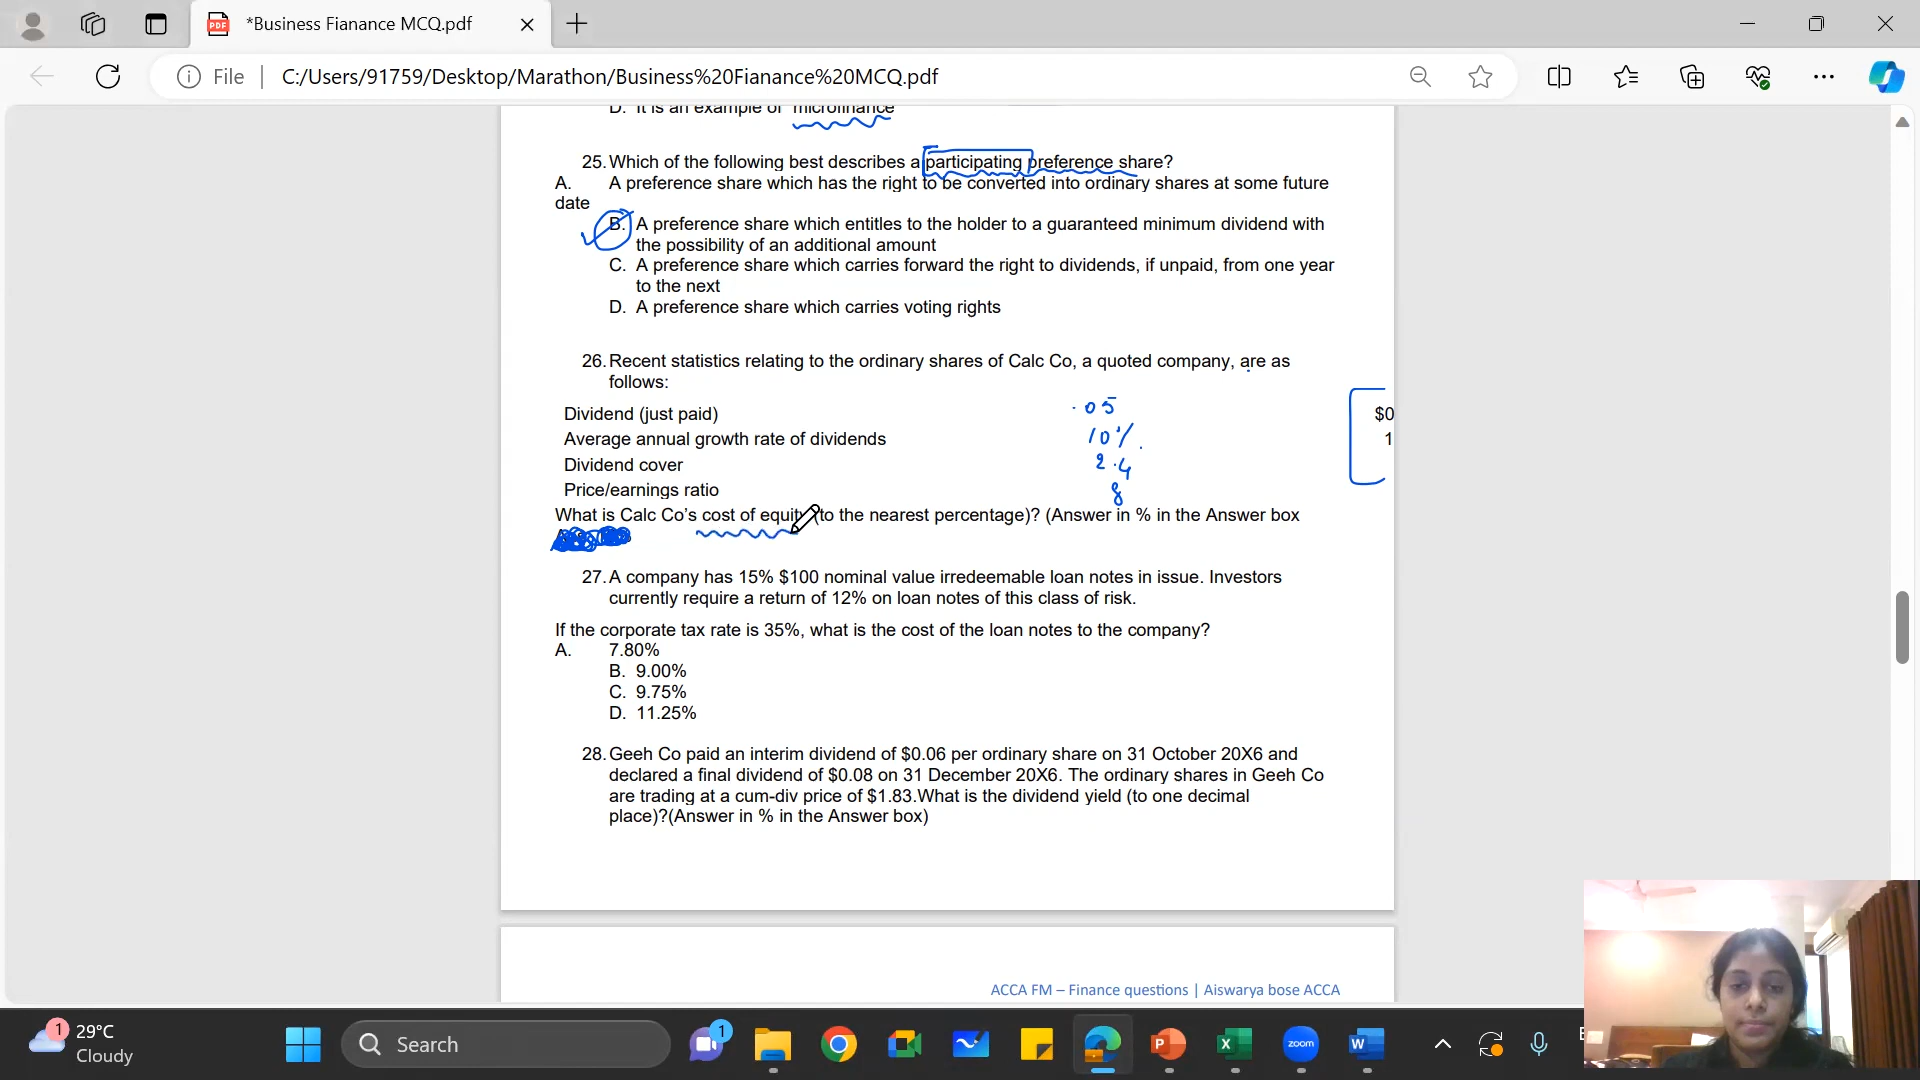 *Business Fianance MCQ.pdf
File
C:/Users/91759/Desktop/Marathon/Business%20Fianance%20MCQ.pdf
D. It is an example of microfinance
25. Which of the following best describes a participating preference share?
A. A preference share which has the right to be converted into ordinary shares at some future
date
B. A preference share which entitles to the holder to a guaranteed minimum dividend with
the possibility of an additional amount
C. A preference share which carries forward the right to dividends, if unpaid, from one year
to the next
D. A preference share which carries voting rights
26. Recent statistics relating to the ordinary shares of Calc Co, a quoted company, are as
follows:
Dividend (just paid) .05 $0
Average annual growth rate of dividends 10% 1
Dividend cover 2.4
Price/earnings ratio 8
What is Calc Co's cost of equity (to the nearest percentage)? (Answer in % in the Answer box
27. A company has 15% $100 nominal value irredeemable loan notes in issue. Investors
currently require a return of 12% on loan notes of this class of risk.
If the corporate tax rate is 35%, what is the cost of the loan notes to the company?
A. 7.80%
B. 9.00%
C. 9.75%
D. 11.25%
28. Geeh Co paid an interim dividend of $0.06 per ordinary share on 31 October 20X6 and
declared a final dividend of $0.08 on 31 December 20X6. The ordinary shares in Geeh Co
are trading at a cum-div price of $1.83.What is the dividend yield (to one decimal
place)?(Answer in % in the Answer box)
ACCA FM – Finance questions | Aiswarya bose ACCA
1
29°C
Cloudy
Search
1
zoom